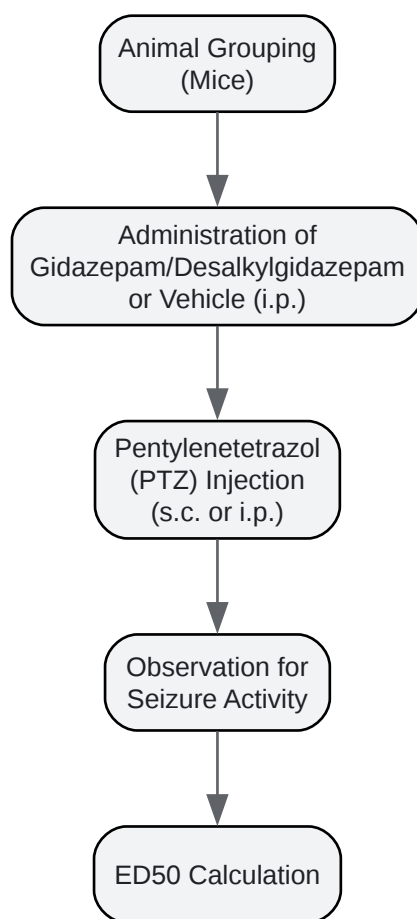 Animal Grouping
(Mice)
Administration of
Gidazepam/Desalkylgidazepam
or Vehicle (i.p.)
Pentylenetetrazol
(PTZ) Injection
(s.c. or i.p.)
Observation for
Seizure Activity
ED50 Calculation